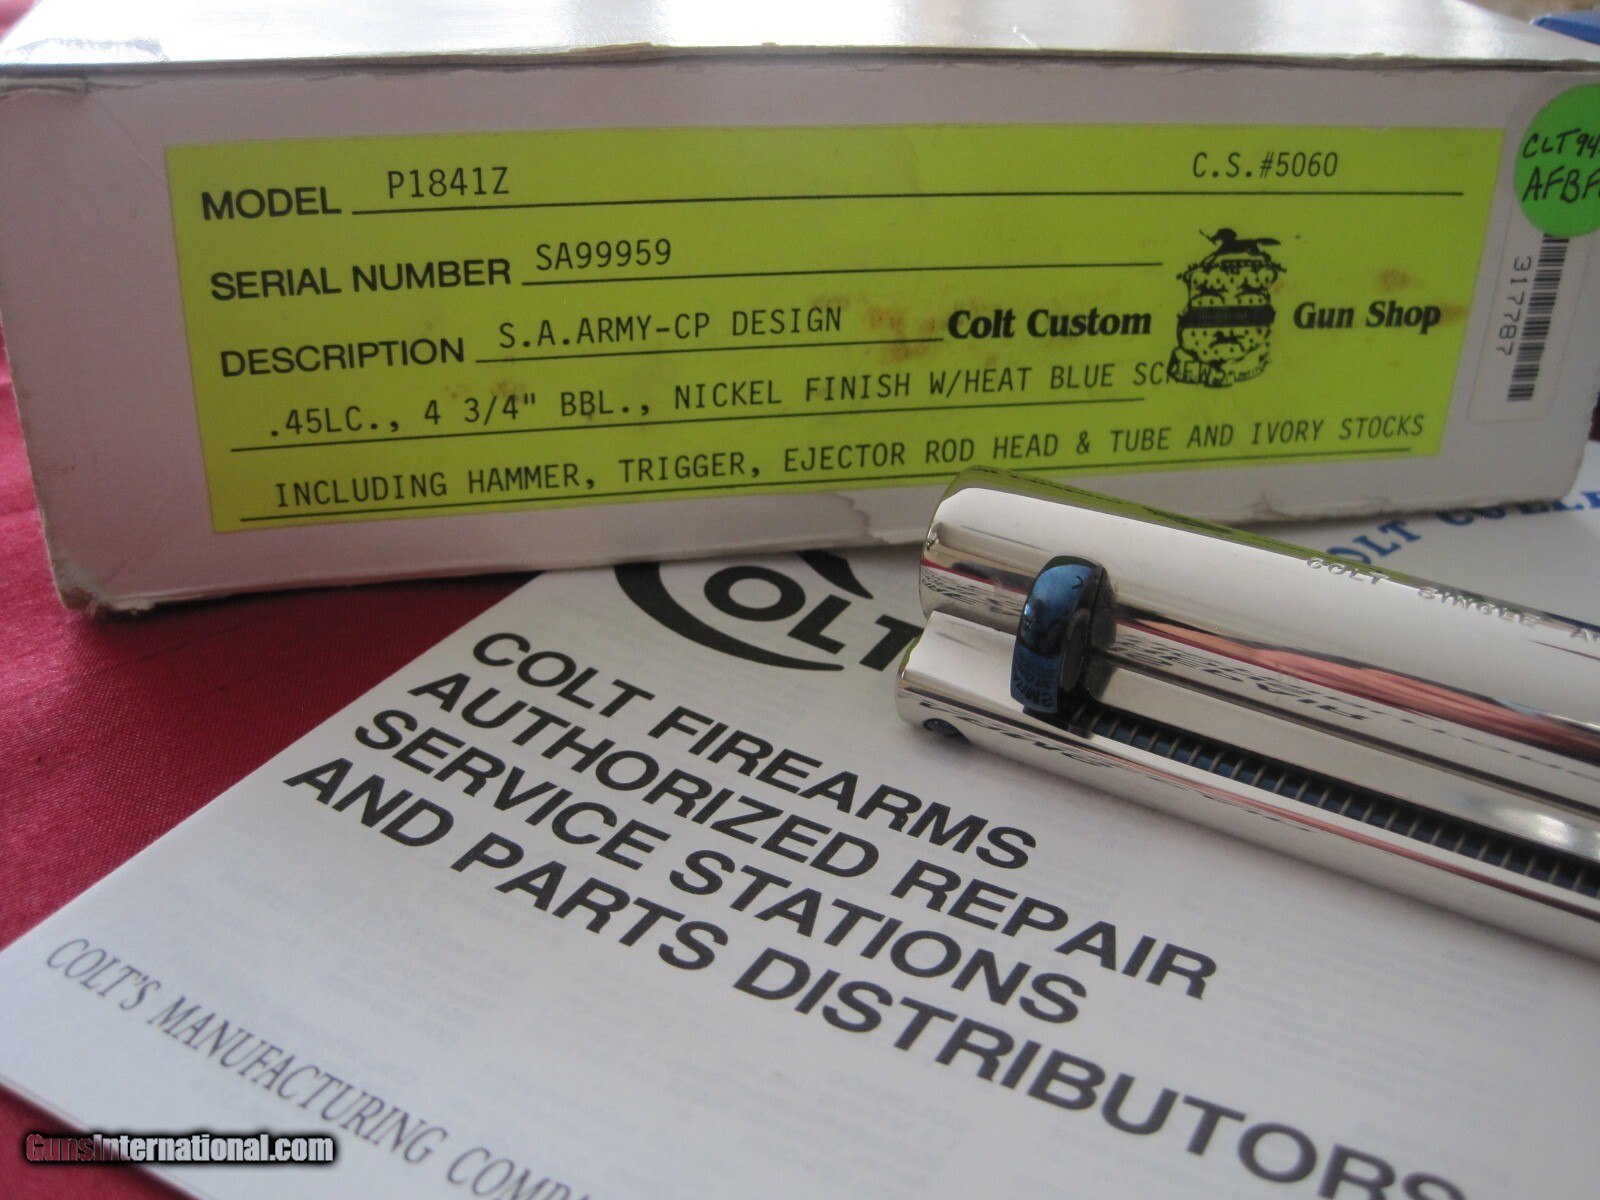 MODEL P1841Z C.S.#5060
SERIAL NUMBER SA99959
DESCRIPTION S.A.ARMY-CP DESIGN
Colt Custom Gun Shop
.45LC., 4 3/4" BBL., NICKEL FINISH W/HEAT BLUE SCREWS
INCLUDING HAMMER, TRIGGER, EJECTOR ROD HEAD & TUBE AND IVORY STOCKS
317787
COLT SINGLE
COLT
COLT FIREARMS
AUTHORIZED REPAIR
SERVICE STATIONS
AND PARTS DISTRIBUTORS
COLT'S MANUFACTURING
GunsInternational.com